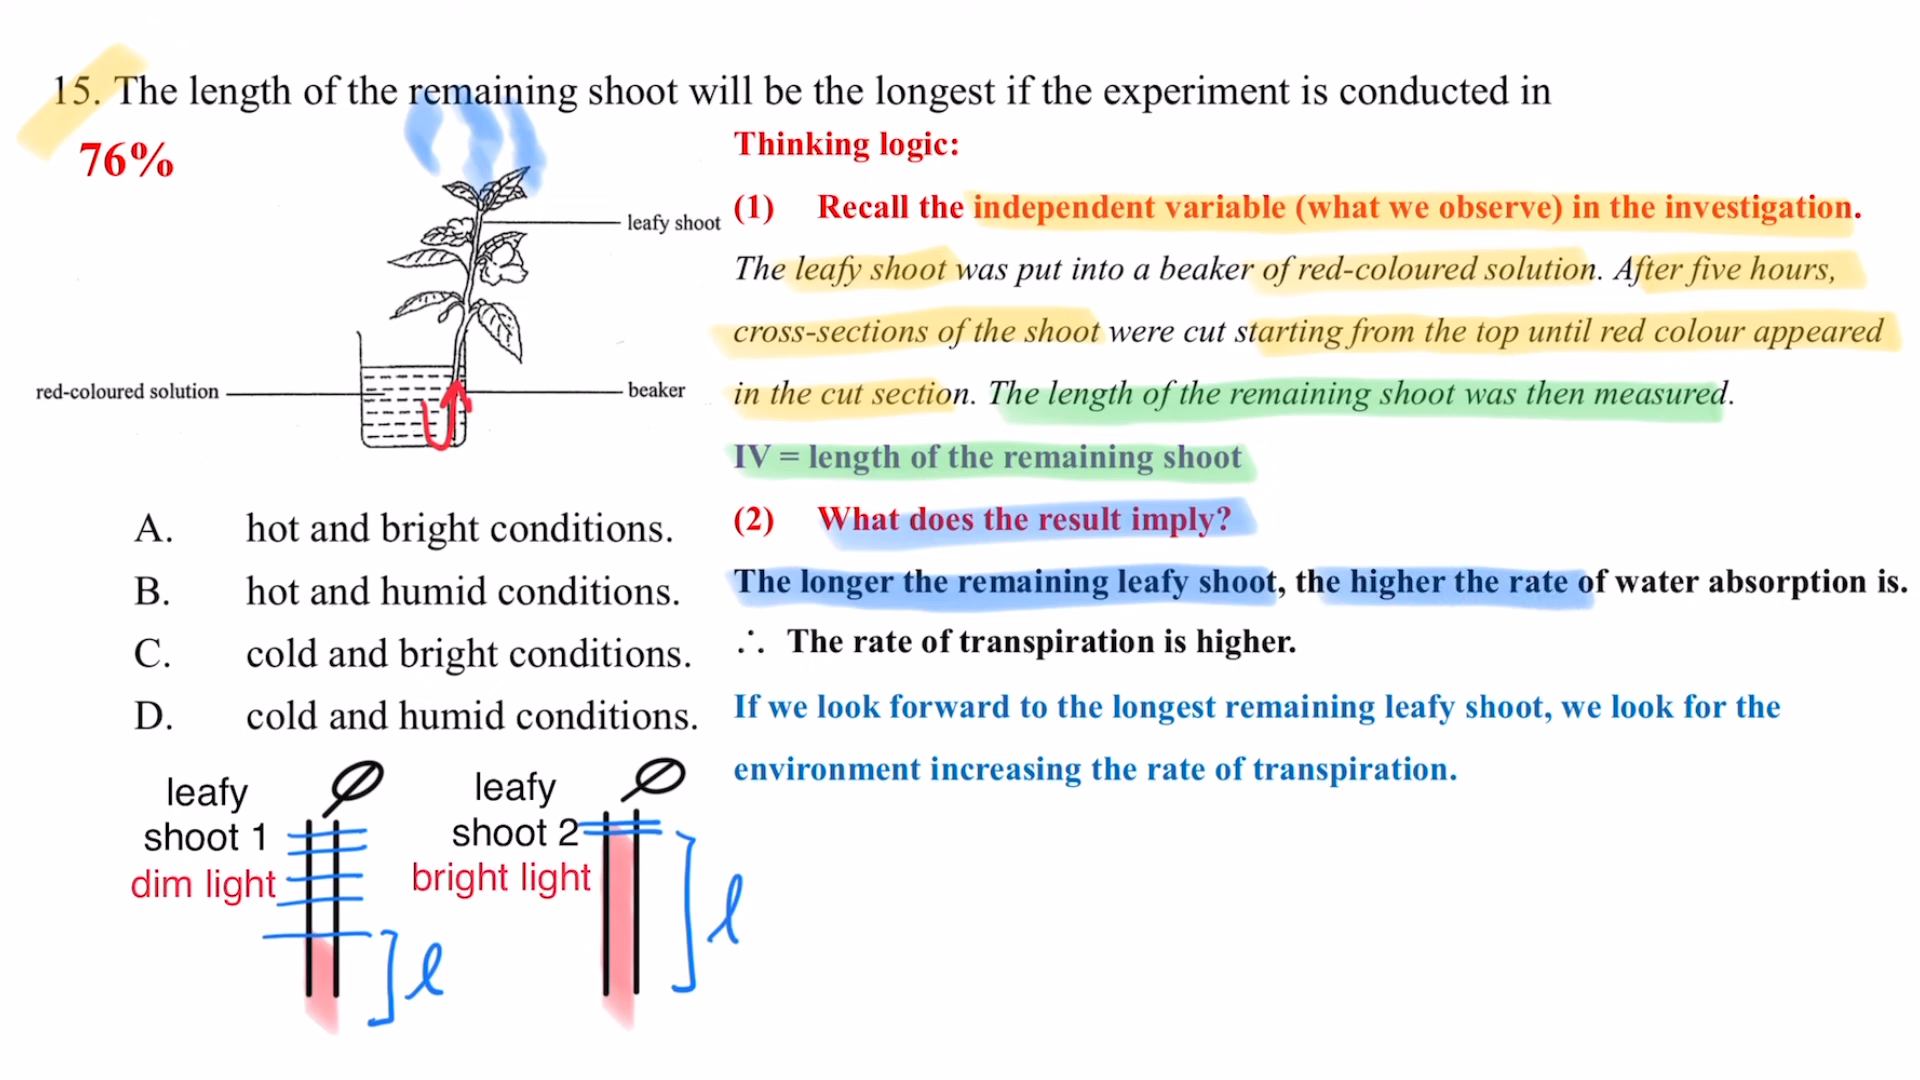 15. The length of the remaining shoot will be the longest if the experiment is conducted in
76%
leafy shoot
red-coloured solution
beaker
A. hot and bright conditions.
B. hot and humid conditions.
C. cold and bright conditions.
D. cold and humid conditions.
Thinking logic:
(1) Recall the independent variable (what we observe) in the investigation.
The leafy shoot was put into a beaker of red-coloured solution. After five hours,
cross-sections of the shoot were cut starting from the top until red colour appeared
in the cut section. The length of the remaining shoot was then measured.
IV = length of the remaining shoot
(2) What does the result imply?
The longer the remaining leafy shoot, the higher the rate of water absorption is.
∴ The rate of transpiration is higher.
If we look forward to the longest remaining leafy shoot, we look for the
environment increasing the rate of transpiration.
leafy
shoot 1
dim light
l
leafy
shoot 2
bright light
l